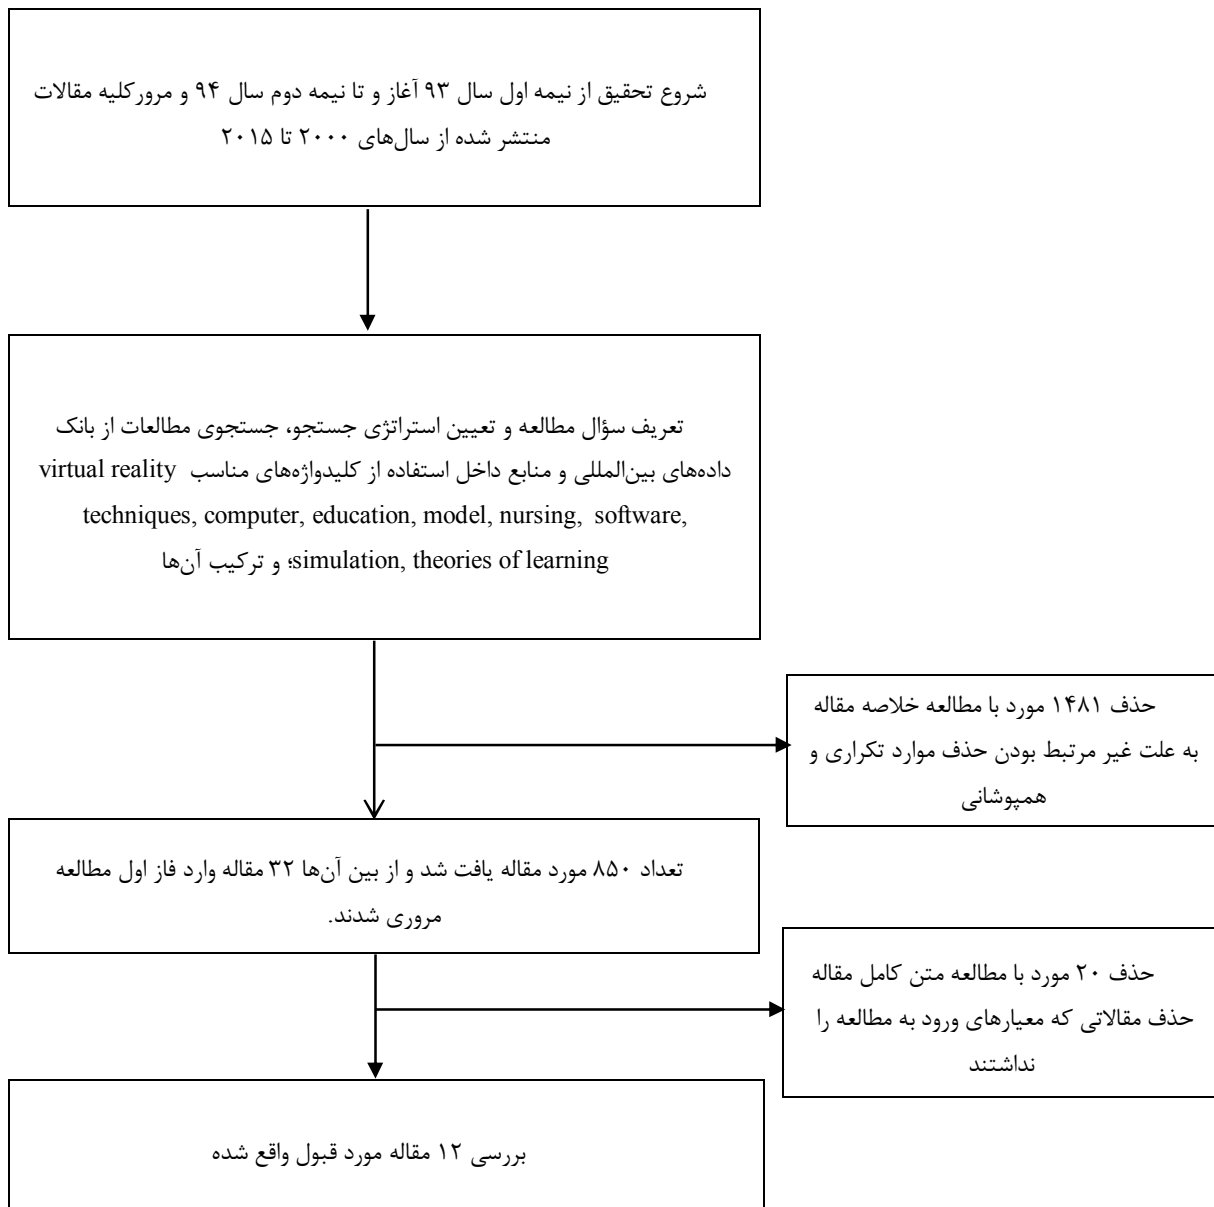 شروع تحقیق از نیمه اول سال ۹۳ آغاز و تا نیمه دوم سال ۹۴ و مرورکلیه مقالات
منتشر شده از سال‌های ۲۰۰۰ تا ۲۰۱۵
تعریف سؤال مطالعه و تعیین استراتژی جستجو، جستجوی مطالعات از بانک
داده‌های بین‌المللی و منابع داخل استفاده از کلیدواژه‌های مناسب virtual reality
techniques, computer, education, model, nursing, software,
simulation, theories of learning؛ و ترکیب آن‌ها
حذف ۱۴۸۱ مورد با مطالعه خلاصه مقاله
به علت غیر مرتبط بودن حذف موارد تکراری و
همپوشانی
تعداد ۸۵۰ مورد مقاله یافت شد و از بین آن‌ها ۳۲ مقاله وارد فاز اول مطالعه
مروری شدند.
حذف ۲۰ مورد با مطالعه متن کامل مقاله
حذف مقالاتی که معیارهای ورود به مطالعه را
نداشتند
بررسی ۱۲ مقاله مورد قبول واقع شده